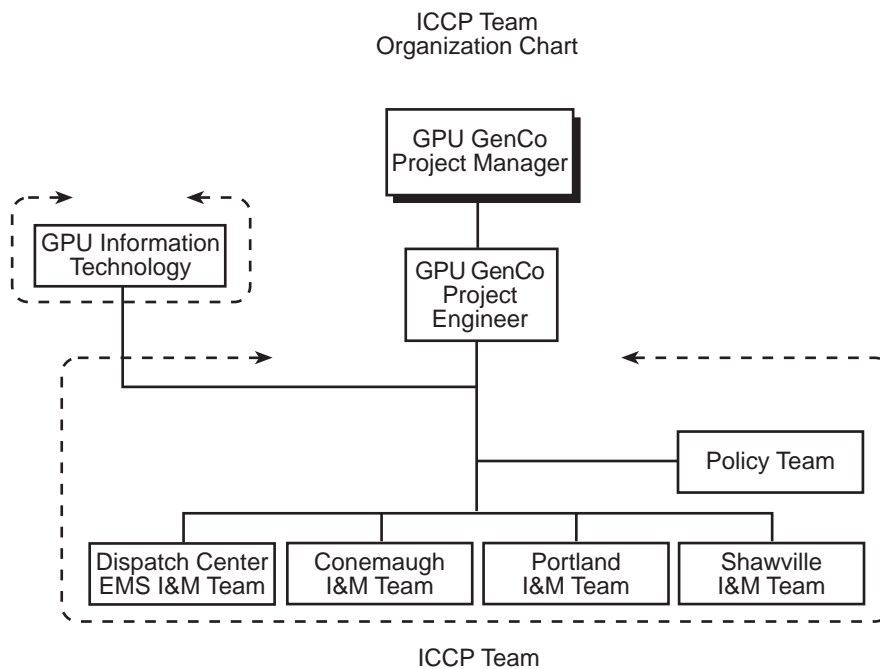 ICCP Team
Organization Chart
GPU GenCo
Project Manager
GPU Information
Technology
GPU GenCo
Project
Engineer
Policy Team
Dispatch Center
EMS I&M Team
Conemaugh
I&M Team
Portland
I&M Team
Shawville
I&M Team
ICCP Team